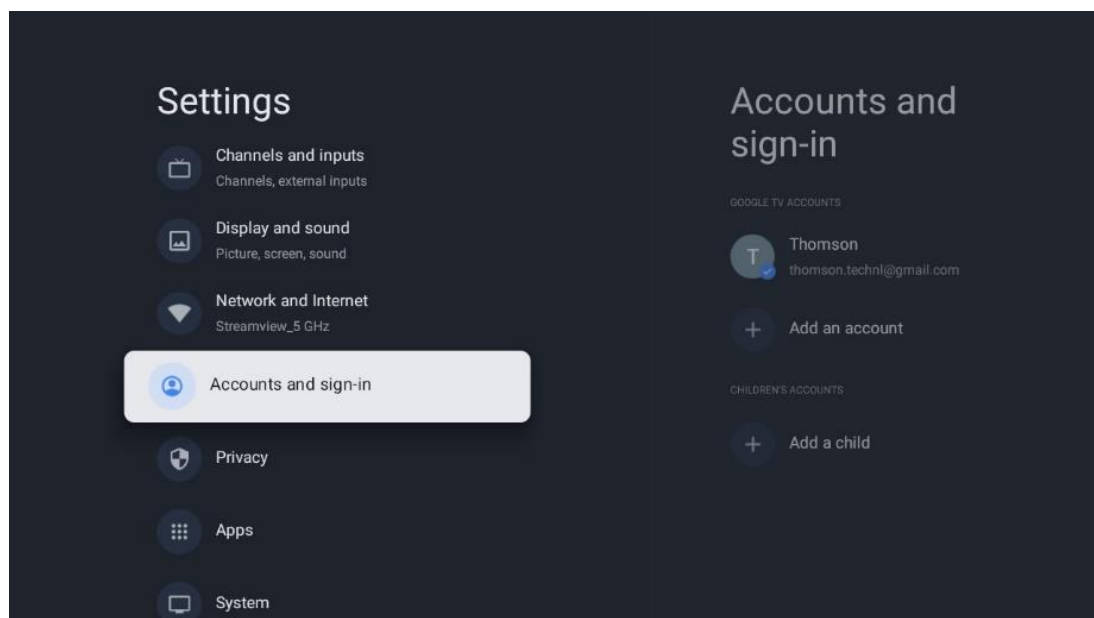 Settings
Channels and inputs
Channels, external inputs
Display and sound
Picture, screen, sound
Network and Internet
Streamview_5 GHz
Accounts and sign-in
Privacy
Apps
System
Accounts and
sign-in
GOOGLE TV ACCOUNTS
T
Thomson
thomson.technl@gmail.com
Add an account
CHILDREN'S ACCOUNTS
Add a child